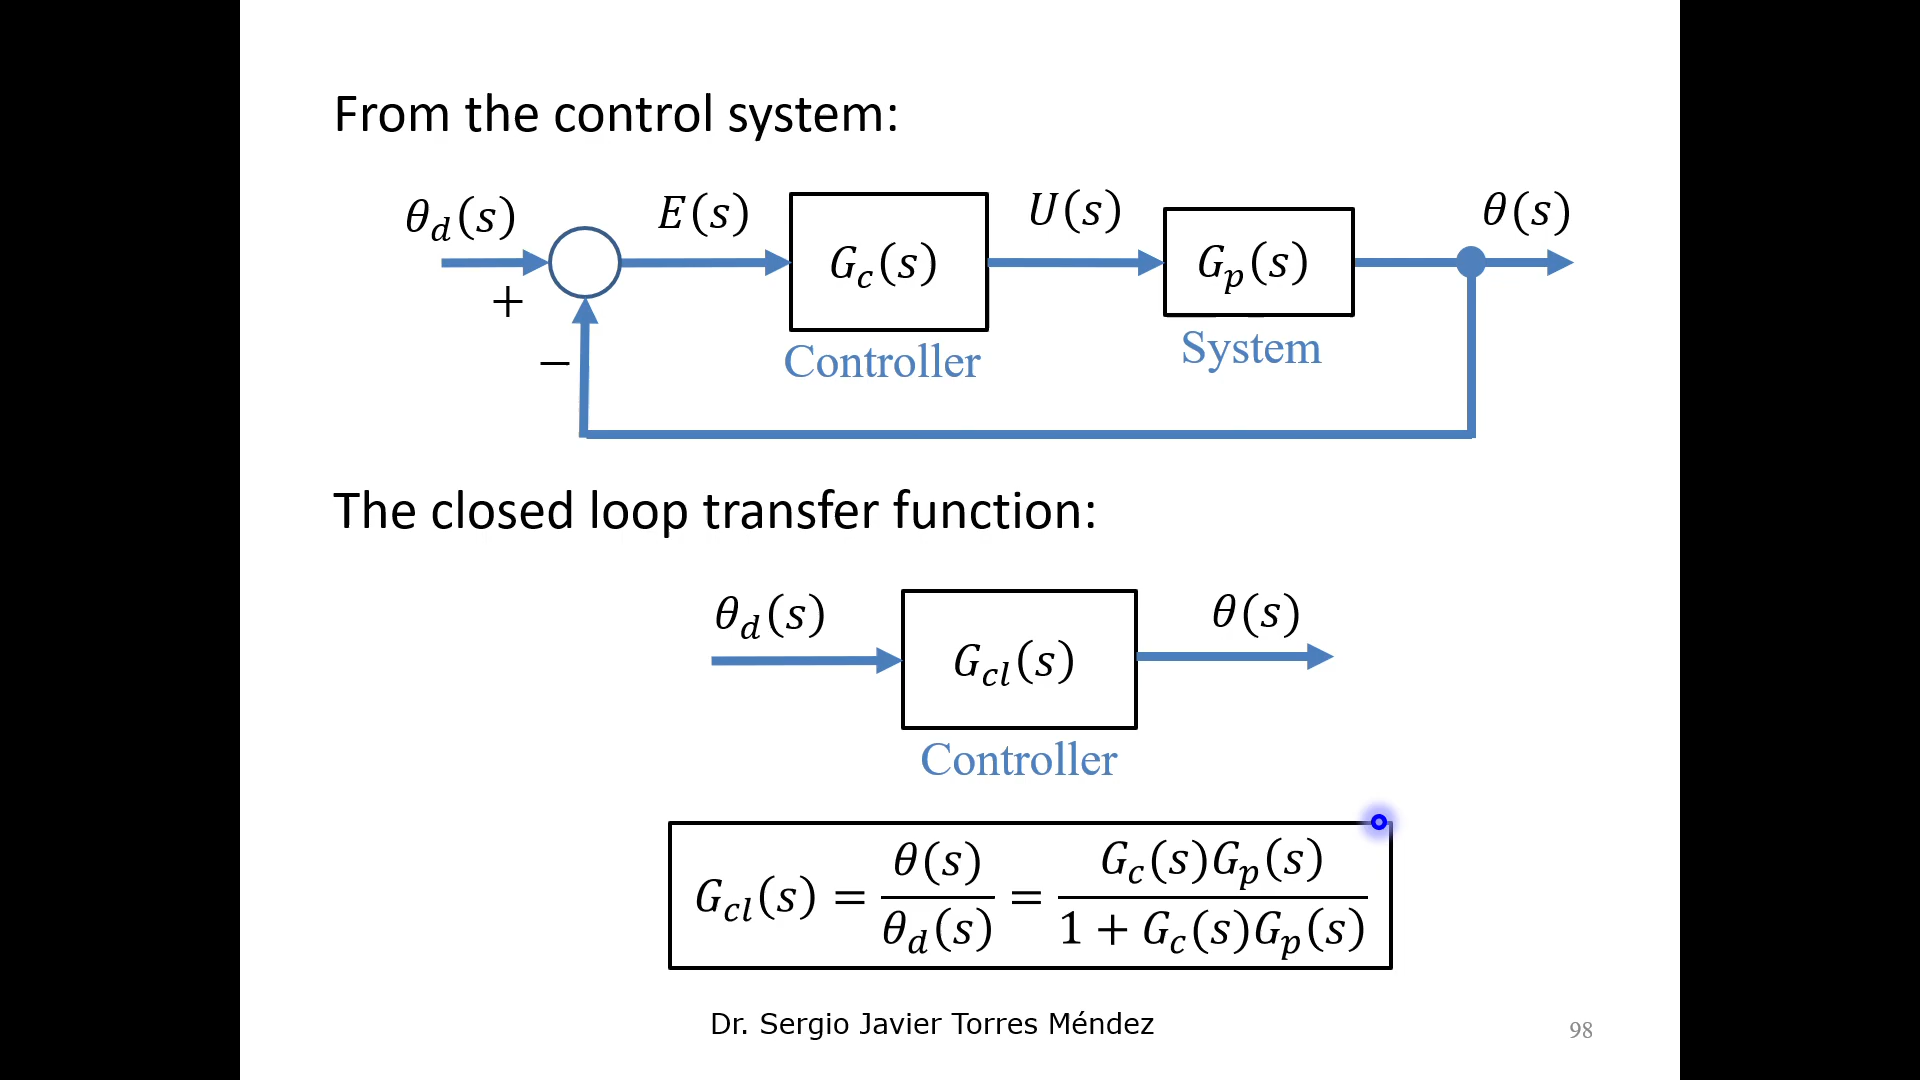 From the control system:
θ_d(s) E(s) U(s) θ(s)
G_c(s) G_p(s)
+
−
Controller System
The closed loop transfer function:
θ_d(s) θ(s)
G_cl(s)
Controller
G_cl(s) = θ(s)/θ_d(s) = G_c(s)G_p(s)/(1 + G_c(s)G_p(s))
Dr. Sergio Javier Torres Méndez 98